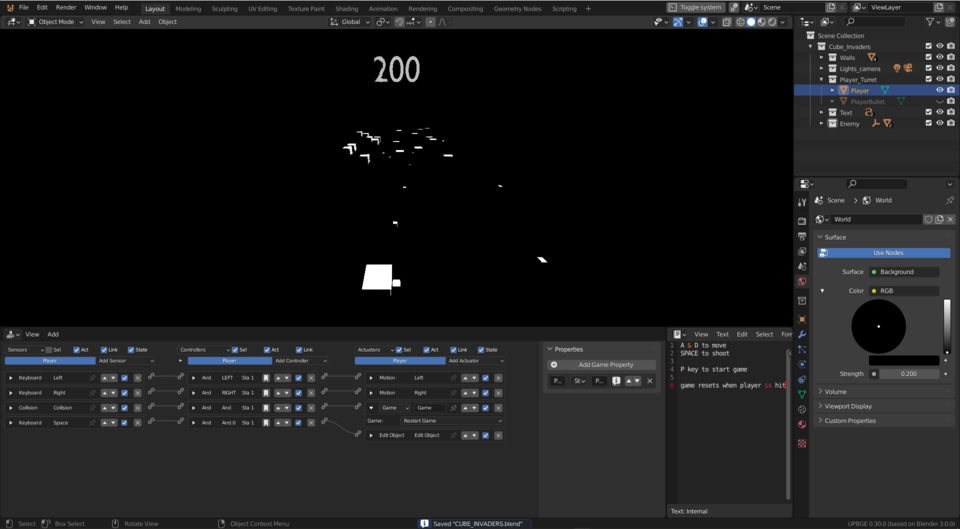 File Edit Render Window Help Layout Modeling Sculpting UV Editing Texture Paint Shading Animation Rendering Compositing Geometry Nodes Scripting + Toggle system Scene ViewLayer
Object Mode View Select Add Object Global
200
Scene Collection
Cube_Invaders
Walls
Lights_camera
Player_Turret
Player
PlayerBullet
Text
Enemy
Scene > World
World
Surface
Use Nodes
Surface Background
Color RGB
Strength 0.200
Volume
Viewport Display
Custom Properties
View Add
Sensors Sel Act Link State Controllers Sel Act Link Actuators Sel Act Link State
Player Add Sensor Player Add Controller Player Add Actuator
Keyboard Left And LEFT Sta 1 Motion Left
Keyboard Right And RIGHT Sta 1 Motion Right
Collision Collision And And Sta 1 Game Game
Keyboard Space And And.0 Sta 1 Game: Restart Game
Edit Object Edit Object
Properties
Add Game Property
P... St... P...
View Text Edit Select
1 A & D to move
2 SPACE to shoot
3
4 P key to start game
5
6 game resets when player is hit
Text: Internal
Select Box Select Rotate View Object Context Menu Saved "CUBE_INVADERS.blend" UPBGE 0.30.0 (based on Blender 3.0.0)